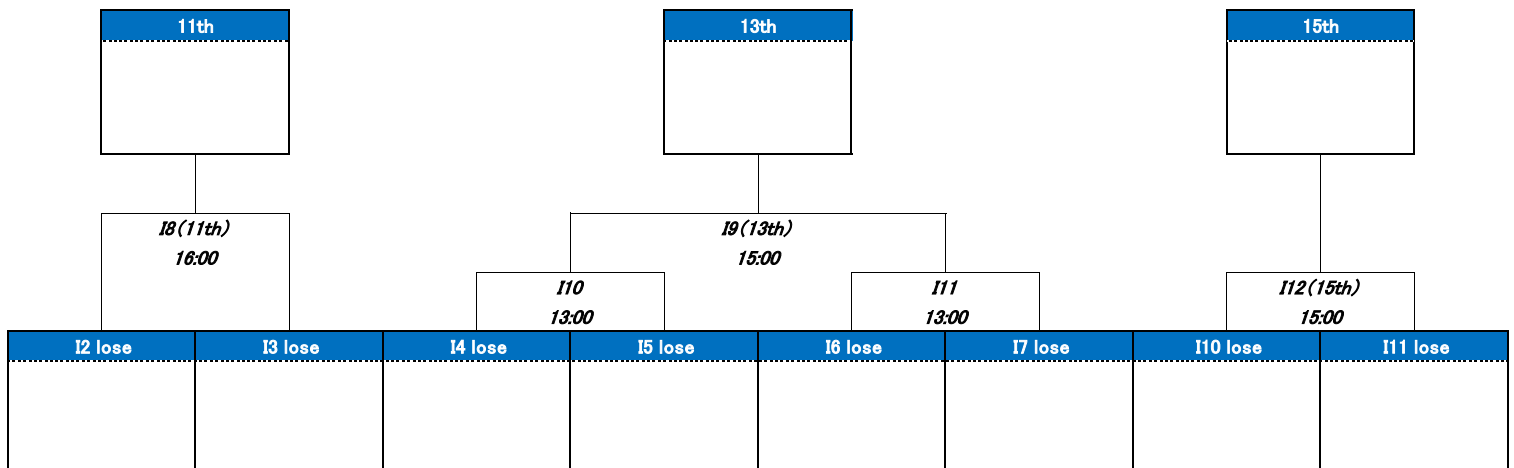 11th
13th
15th
I8(11th)
16:00
I9(13th)
15:00
I10
13:00
I11
13:00
I12(15th)
15:00
I2 lose
I3 lose
I4 lose
I5 lose
I6 lose
I7 lose
I10 lose
I11 lose